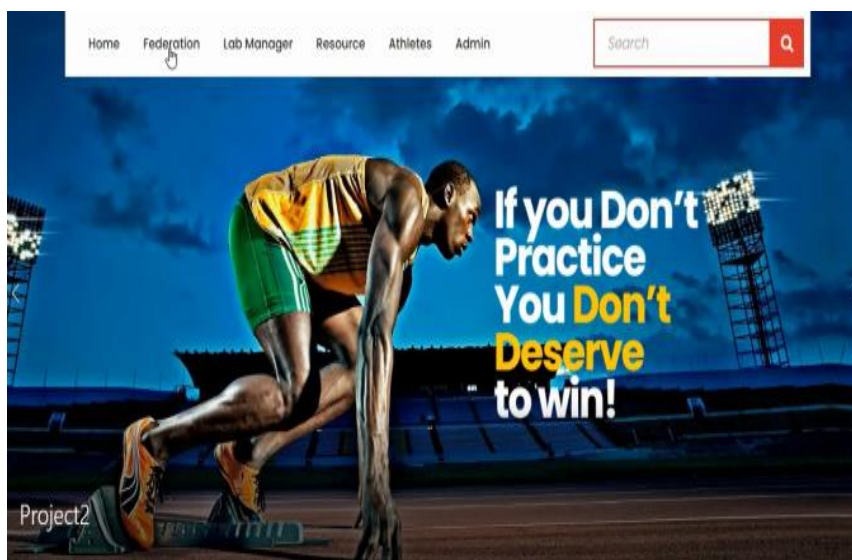 Home Federation Lab Manager Resource Athletes Admin Search
If you Don't
Practice
You Don't
Deserve
to win!
Project2